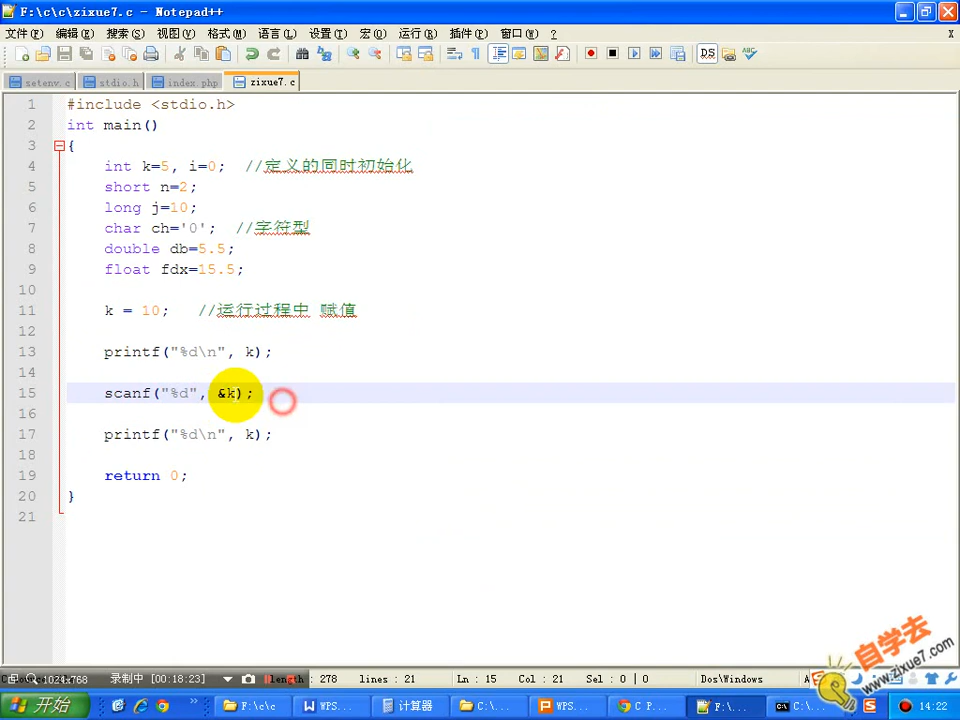 F:\c\c\zixue7.c - Notepad++
文件(F) 编辑(E) 搜索(S) 视图(V) 格式(M) 语言(L) 设置(T) 宏(O) 运行(R) 插件(P) 窗口(W) ? X
setenv.c stdio.h index.php zixue7.c
1 #include <stdio.h>
2 int main()
3 {
4 int k=5, i=0; //定义的同时初始化
5 short n=2;
6 long j=10;
7 char ch='0'; //字符型
8 double db=5.5;
9 float fdx=15.5;
10
11 k = 10; //运行过程中 赋值
12
13 printf("%d\n", k);
14
15 scanf("%d", &k);
16
17 printf("%d\n", k);
18
19 return 0;
20 }
21
自学去
www.zixue7.com
1024x768 录制中 [00:18:23] length : 278 lines : 21 Ln : 15 Col : 21 Sel : 0 | 0 Dos\Windows
开始 F:\c\c WPS... 计算器 C:\... WPS... C P... F:\... C:\... 14:22